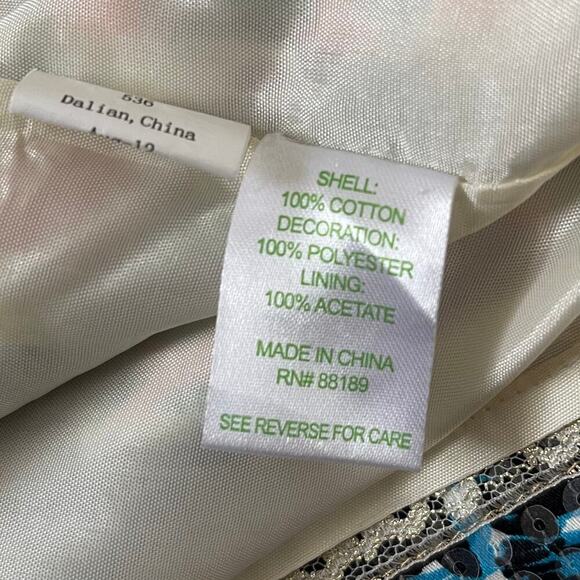 536
Dalian, China
SHELL:
100% COTTON
DECORATION:
100% POLYESTER
LINING:
100% ACETATE
MADE IN CHINA
RN# 88189
SEE REVERSE FOR CARE